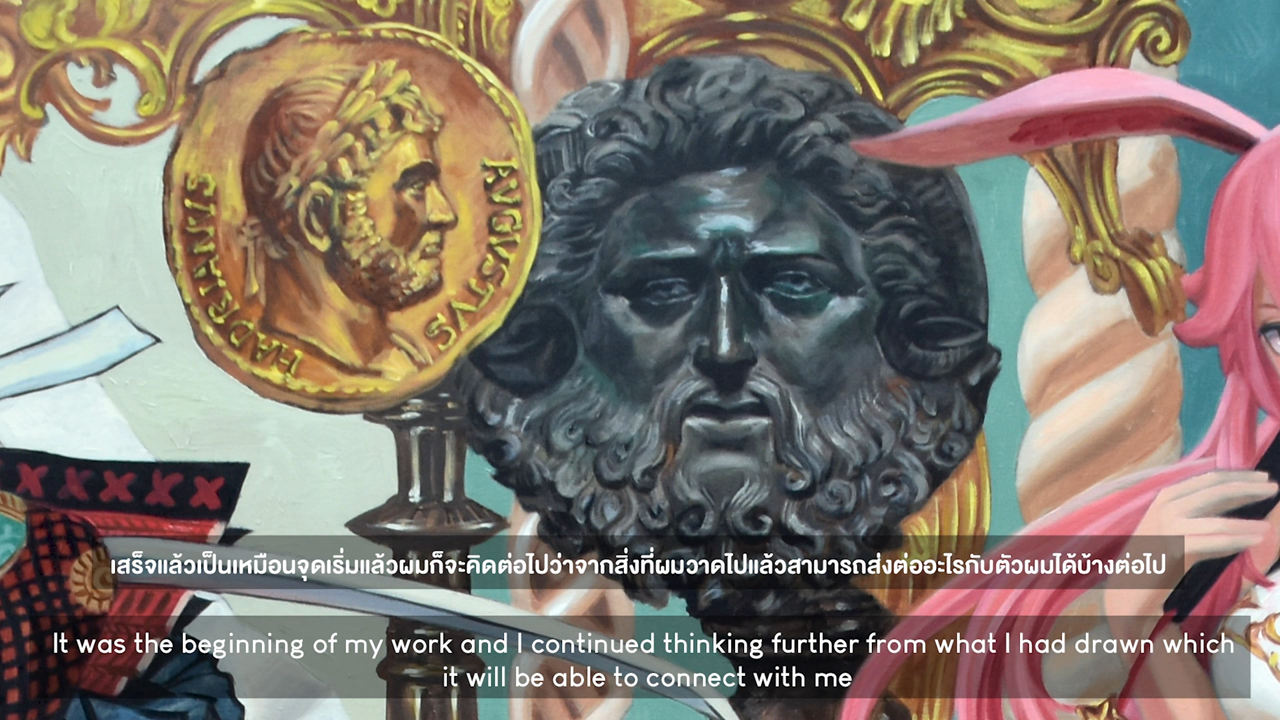 HADRIANVS
AVGVSTVS
เสร็จแล้วเป็นเหมือนจุดเริ่มแล้วผมก็จะคิดต่อไปว่าจากสิ่งที่ผมวาดไปแล้วสามารถส่งต่ออะไรกับตัวผมได้บ้างต่อไป
It was the beginning of my work and I continued thinking further from what I had drawn which
it will be able to connect with me